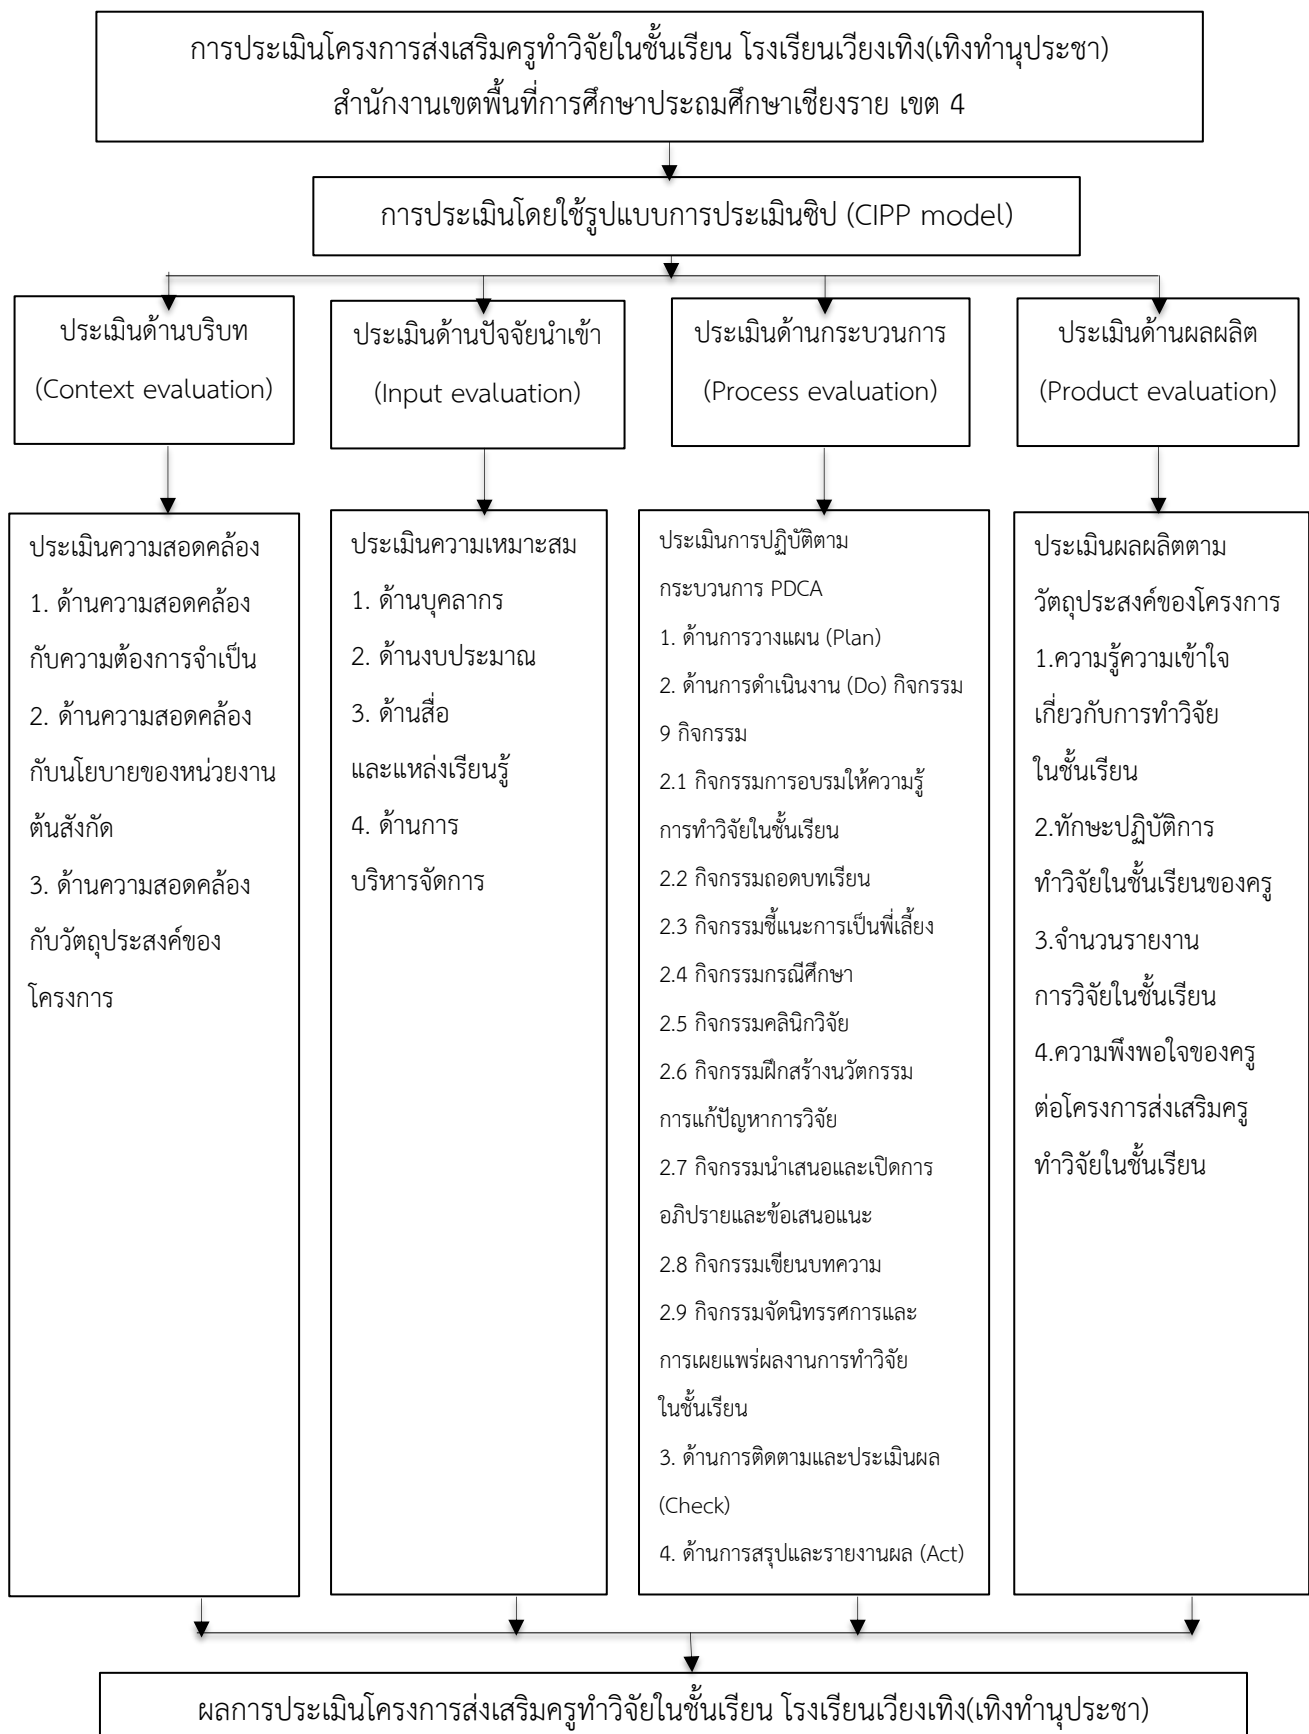 การประเมินโครงการส่งเสริมครูทำวิจัยในชั้นเรียน โรงเรียนเวียงเทิง(เทิงทำนุประชา)
สำนักงานเขตพื้นที่การศึกษาประถมศึกษาเชียงราย เขต 4
การประเมินโดยใช้รูปแบบการประเมินซิป (CIPP model)
ประเมินด้านบริบท
(Context evaluation)
ประเมินด้านปัจจัยนำเข้า
(Input evaluation)
ประเมินด้านกระบวนการ
(Process evaluation)
ประเมินด้านผลผลิต
(Product evaluation)
ประเมินความสอดคล้อง
1. ด้านความสอดคล้อง
กับความต้องการจำเป็น
2. ด้านความสอดคล้อง
กับนโยบายของหน่วยงาน
ต้นสังกัด
3. ด้านความสอดคล้อง
กับวัตถุประสงค์ของ
โครงการ
ประเมินความเหมาะสม
1. ด้านบุคลากร
2. ด้านงบประมาณ
3. ด้านสื่อ
และแหล่งเรียนรู้
4. ด้านการ
บริหารจัดการ
ประเมินการปฏิบัติตาม
กระบวนการ PDCA
1. ด้านการวางแผน (Plan)
2. ด้านการดำเนินงาน (Do) กิจกรรม
9 กิจกรรม
2.1 กิจกรรมการอบรมให้ความรู้
การทำวิจัยในชั้นเรียน
2.2 กิจกรรมถอดบทเรียน
2.3 กิจกรรมชี้แนะการเป็นพี่เลี้ยง
2.4 กิจกรรมกรณีศึกษา
2.5 กิจกรรมคลินิกวิจัย
2.6 กิจกรรมฝึกสร้างนวัตกรรม
การแก้ปัญหาการวิจัย
2.7 กิจกรรมนำเสนอและเปิดการ
อภิปรายและข้อเสนอแนะ
2.8 กิจกรรมเขียนบทความ
2.9 กิจกรรมจัดนิทรรศการและ
การเผยแพร่ผลงานการทำวิจัย
ในชั้นเรียน
3. ด้านการติดตามและประเมินผล
(Check)
4. ด้านการสรุปและรายงานผล (Act)
ประเมินผลผลิตตาม
วัตถุประสงค์ของโครงการ
1.ความรู้ความเข้าใจ
เกี่ยวกับการทำวิจัย
ในชั้นเรียน
2.ทักษะปฏิบัติการ
ทำวิจัยในชั้นเรียนของครู
3.จำนวนรายงาน
การวิจัยในชั้นเรียน
4.ความพึงพอใจของครู
ต่อโครงการส่งเสริมครู
ทำวิจัยในชั้นเรียน
ผลการประเมินโครงการส่งเสริมครูทำวิจัยในชั้นเรียน โรงเรียนเวียงเทิง(เทิงทำนุประชา)